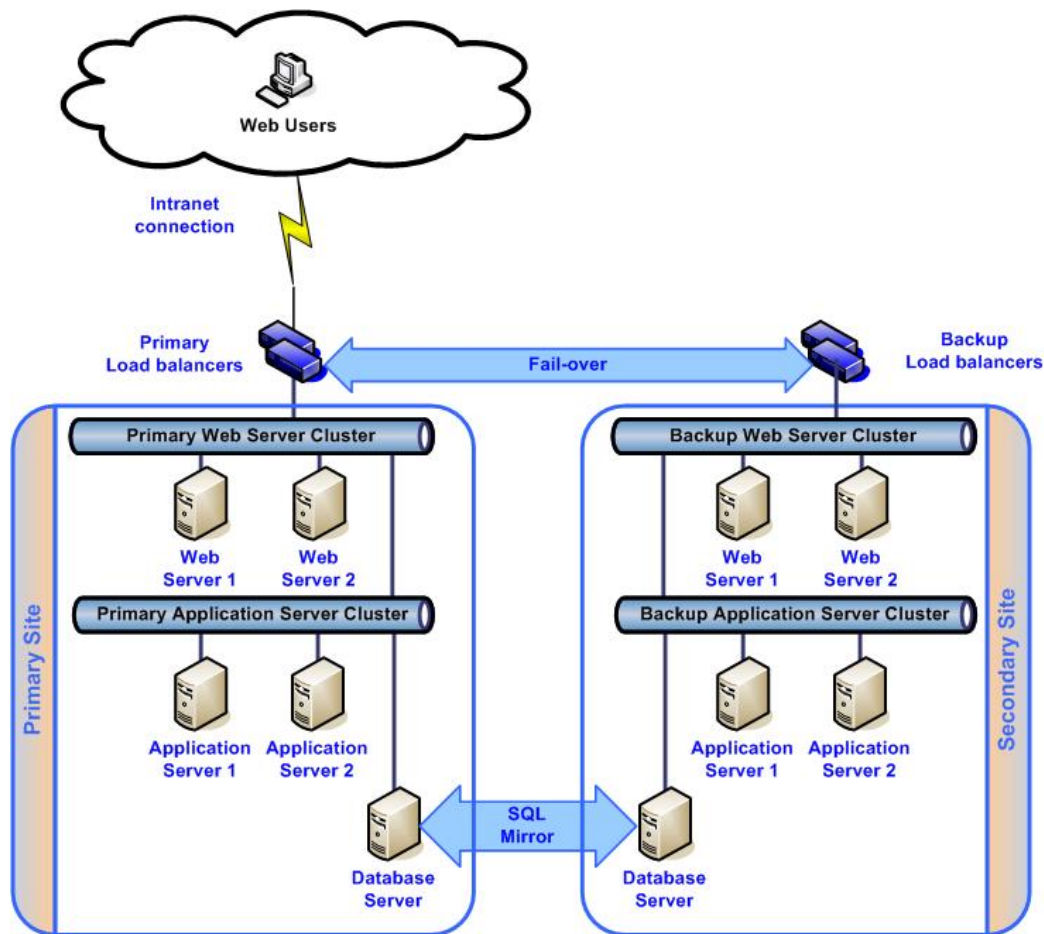 Web Users
Intranet
connection
Primary
Load balancers
Fail-over
Backup
Load balancers
Primary Site
Primary Web Server Cluster
Web
Server 1
Web
Server 2
Primary Application Server Cluster
Application
Server 1
Application
Server 2
Database
Server
SQL
Mirror
Backup Web Server Cluster
Web
Server 1
Web
Server 2
Backup Application Server Cluster
Application
Server 1
Application
Server 2
Database
Server
Secondary Site